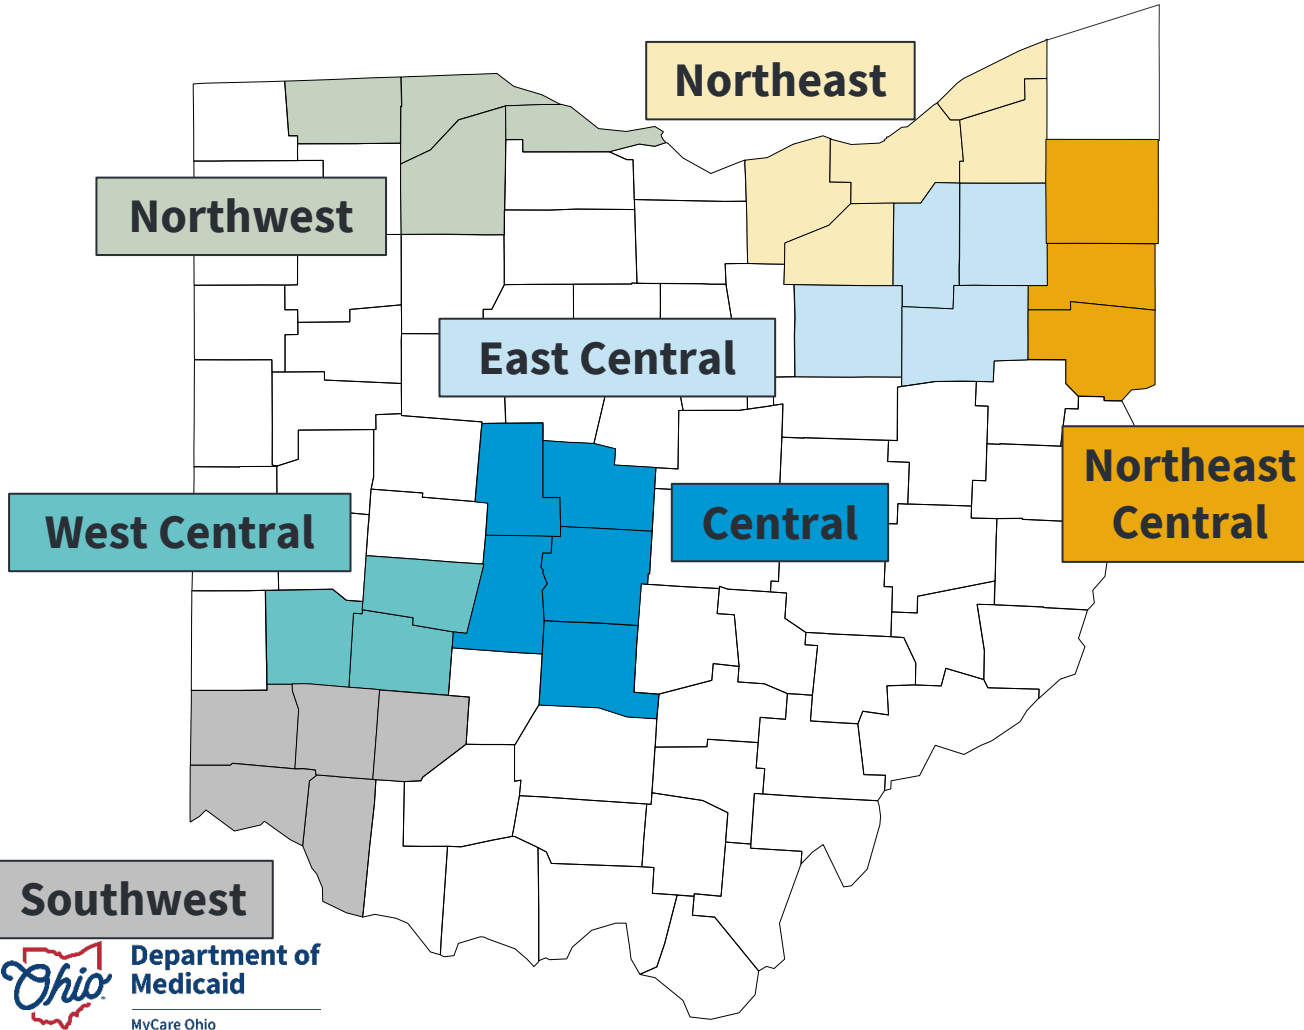 Northeast
Northwest
East Central
Northeast
Central
West Central
Central
Southwest
Ohio
Department of
Medicaid
MyCare Ohio